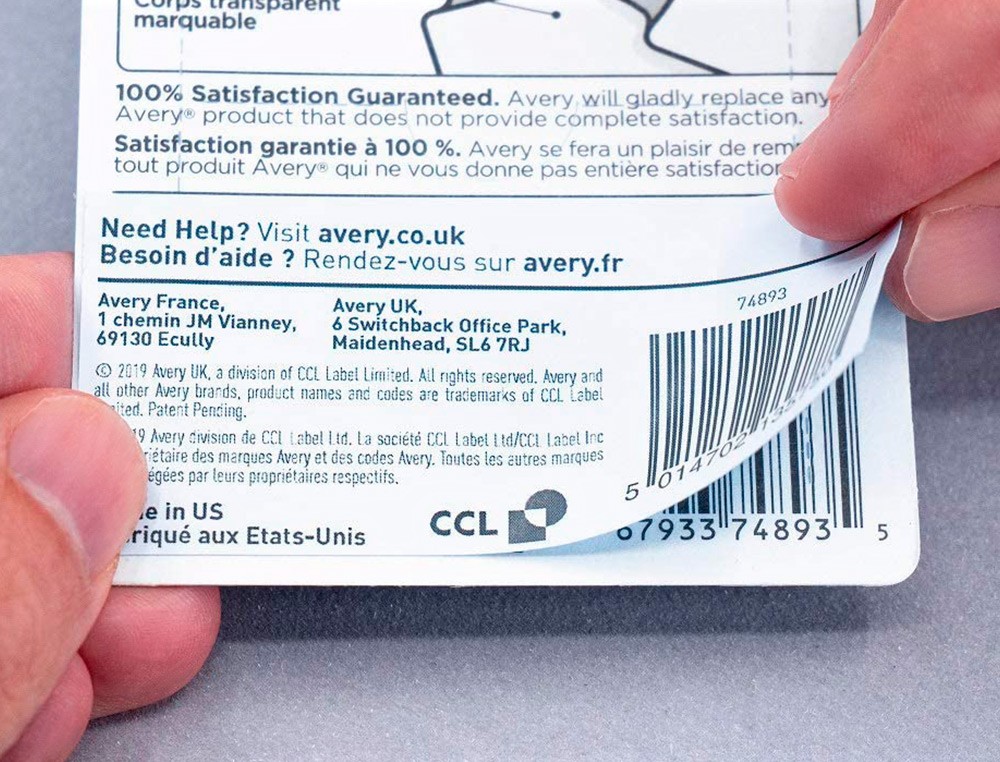 Corps transparent
marquable
100% Satisfaction Guaranteed. Avery will gladly replace any
Avery® product that does not provide complete satisfaction.
Satisfaction garantie à 100 %. Avery se fera un plaisir de rem
tout produit Avery® qui ne vous donne pas entière satisfaction
Need Help? Visit avery.co.uk
Besoin d'aide ? Rendez-vous sur avery.fr
Avery France,
1 chemin JM Vianney,
69130 Ecully
Avery UK,
6 Switchback Office Park,
Maidenhead, SL6 7RJ
74893
© 2019 Avery UK, a division of CCL Label Limited. All rights reserved. Avery and
all other Avery brands, product names and codes are trademarks of CCL Label
ited. Patent Pending.
19 Avery division de CCL Label Ltd. La société CCL Label Ltd/CCL Label Inc
riétaire des marques Avery et des codes Avery. Toutes les autres marques
égées par leurs propriétaires respectifs.
5 014702
e in US
riqué aux Etats-Unis
CCL
67933 74893 5